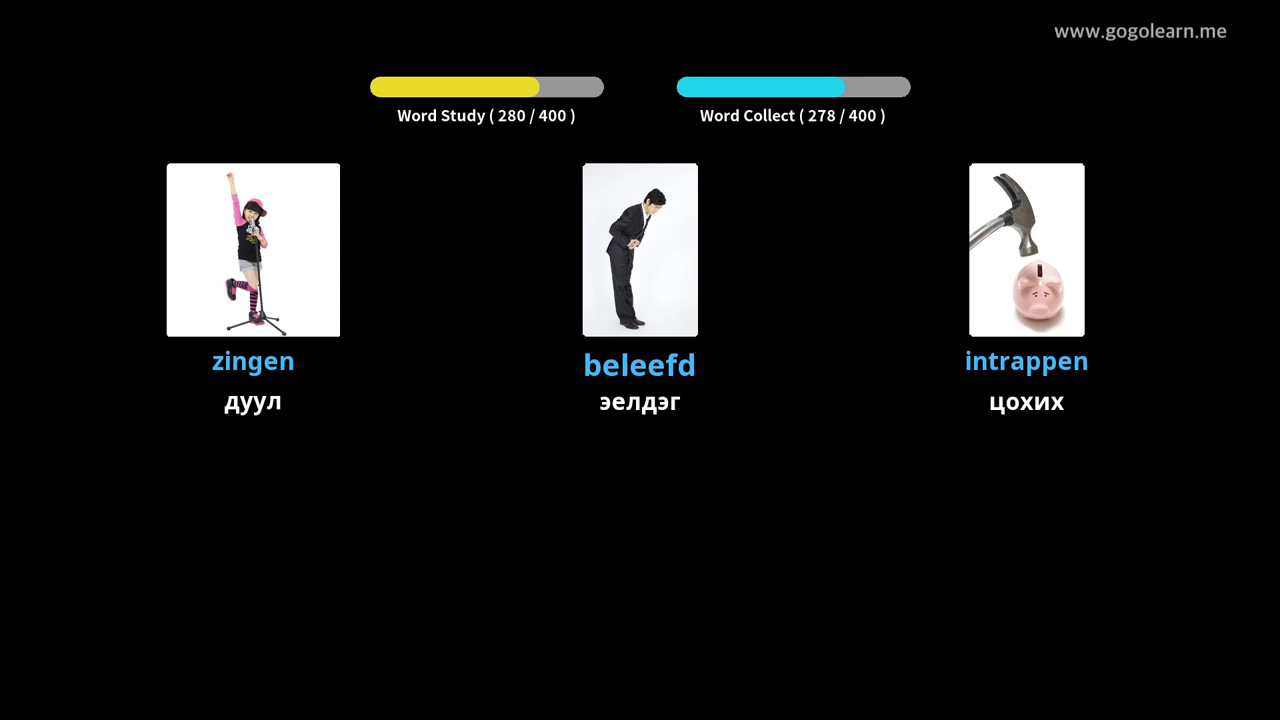 www.gogolearn.me
Word Study ( 280 / 400 )
Word Collect ( 278 / 400 )
zingen
дуул
beleefd
эелдэг
intrappen
цохих